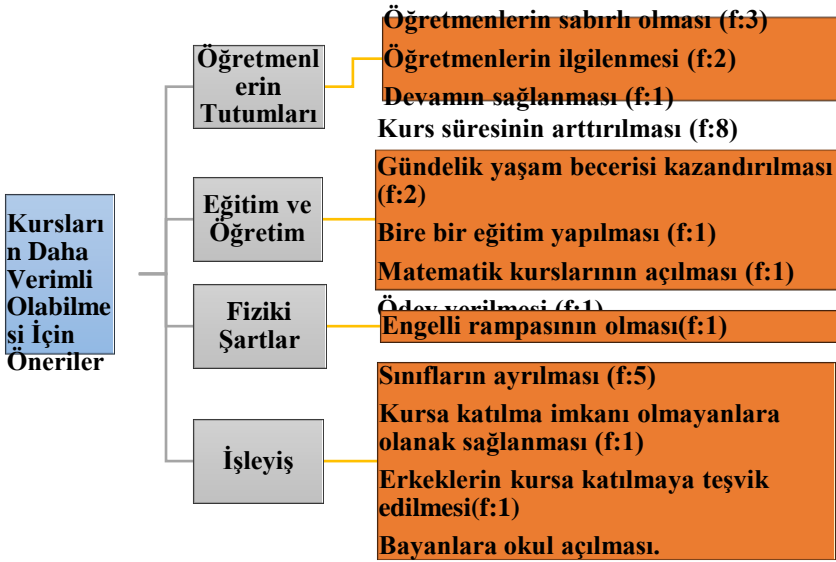 Kursları
n Daha
Verimli
Olabilme
si İçin
Öneriler
Öğretmenl
erin
Tutumları
Öğretmenlerin sabırlı olması (f:3)
Öğretmenlerin ilgilenmesi (f:2)
Devamın sağlanması (f:1)
Eğitim ve
Öğretim
Kurs süresinin arttırılması (f:8)
Gündelik yaşam becerisi kazandırılması
(f:2)
Bire bir eğitim yapılması (f:1)
Matematik kurslarının açılması (f:1)
Ödev verilmesi (f:1)
Fiziki
Şartlar
Engelli rampasının olması(f:1)
İşleyiş
Sınıfların ayrılması (f:5)
Kursa katılma imkanı olmayanlara
olanak sağlanması (f:1)
Erkeklerin kursa katılmaya teşvik
edilmesi(f:1)
Bayanlara okul açılması.